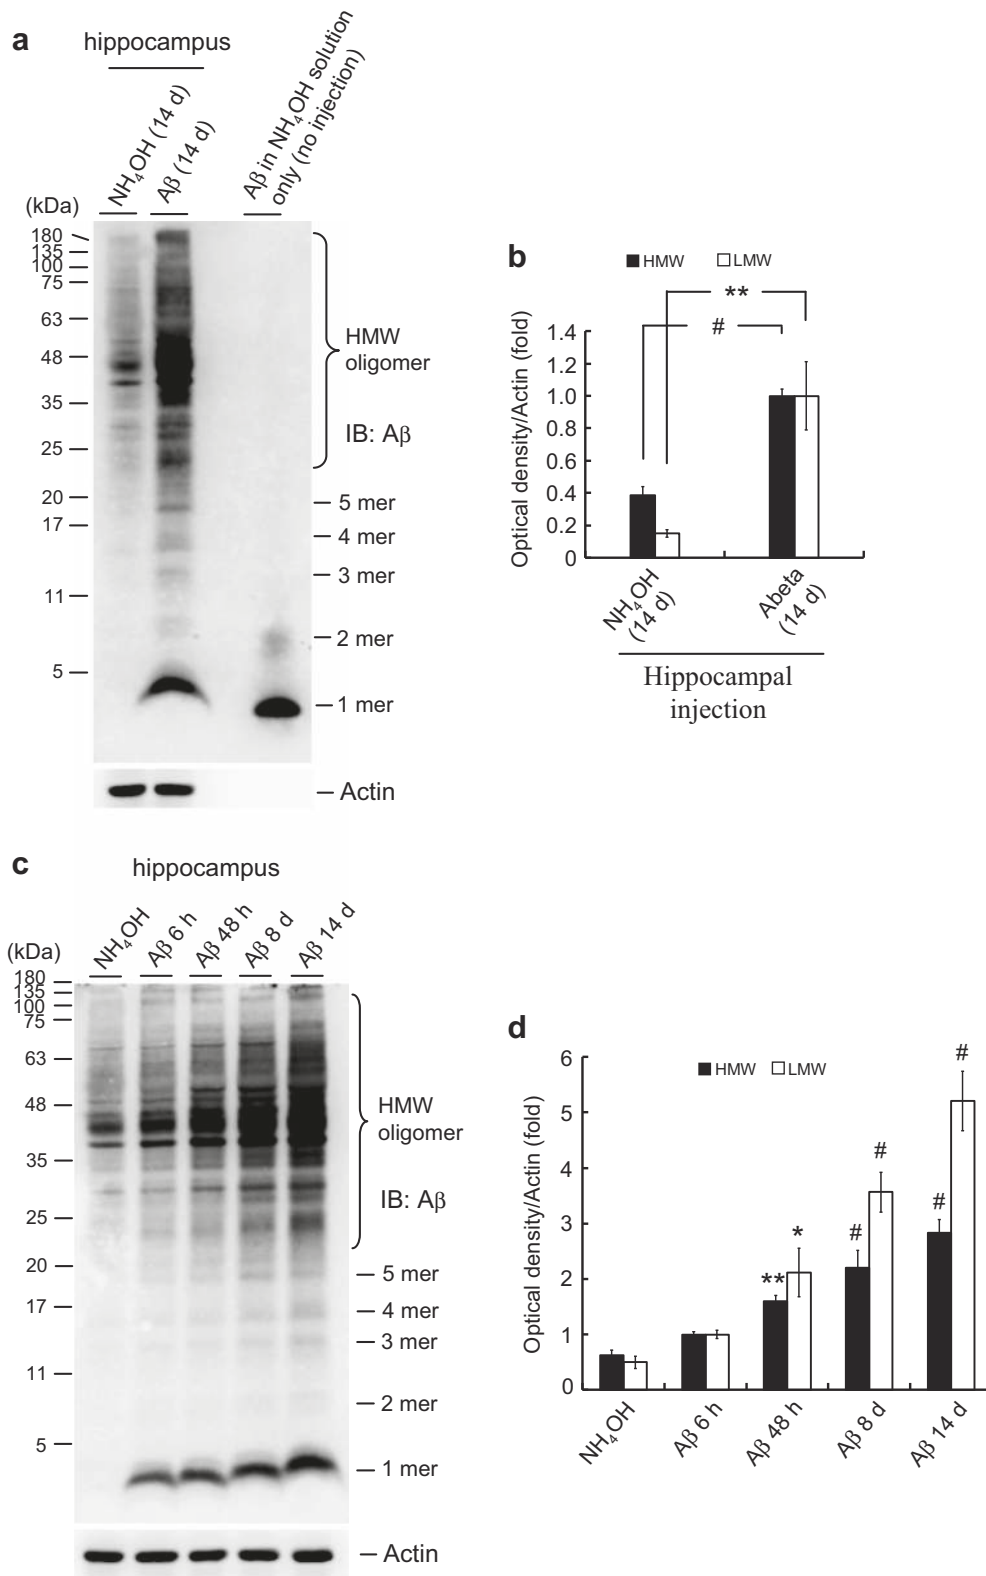 a
hippocampus
NH₄OH (14 d)
Aβ (14 d)
Aβ in NH₄OH solution
only (no injection)
(kDa)
180
135
100
75
63
48
35
25
20
17
11
5
HMW
oligomer
IB: Aβ
5 mer
4 mer
3 mer
2 mer
1 mer
Actin
b
HMW
LMW
**
#
Optical density/Actin (fold)
1.4
1.2
1.0
0.8
0.6
0.4
0.2
0
NH₄OH
(14 d)
Abeta
(14 d)
Hippocampal
injection
c
hippocampus
NH₄OH
Aβ 6 h
Aβ 48 h
Aβ 8 d
Aβ 14 d
(kDa)
180
135
100
75
63
48
35
25
20
17
11
5
HMW
oligomer
IB: Aβ
5 mer
4 mer
3 mer
2 mer
1 mer
Actin
d
HMW
LMW
Optical density/Actin (fold)
6
5
4
3
2
1
0
**
*
#
#
#
#
NH₄OH
Aβ 6 h
Aβ 48 h
Aβ 8 d
Aβ 14 d